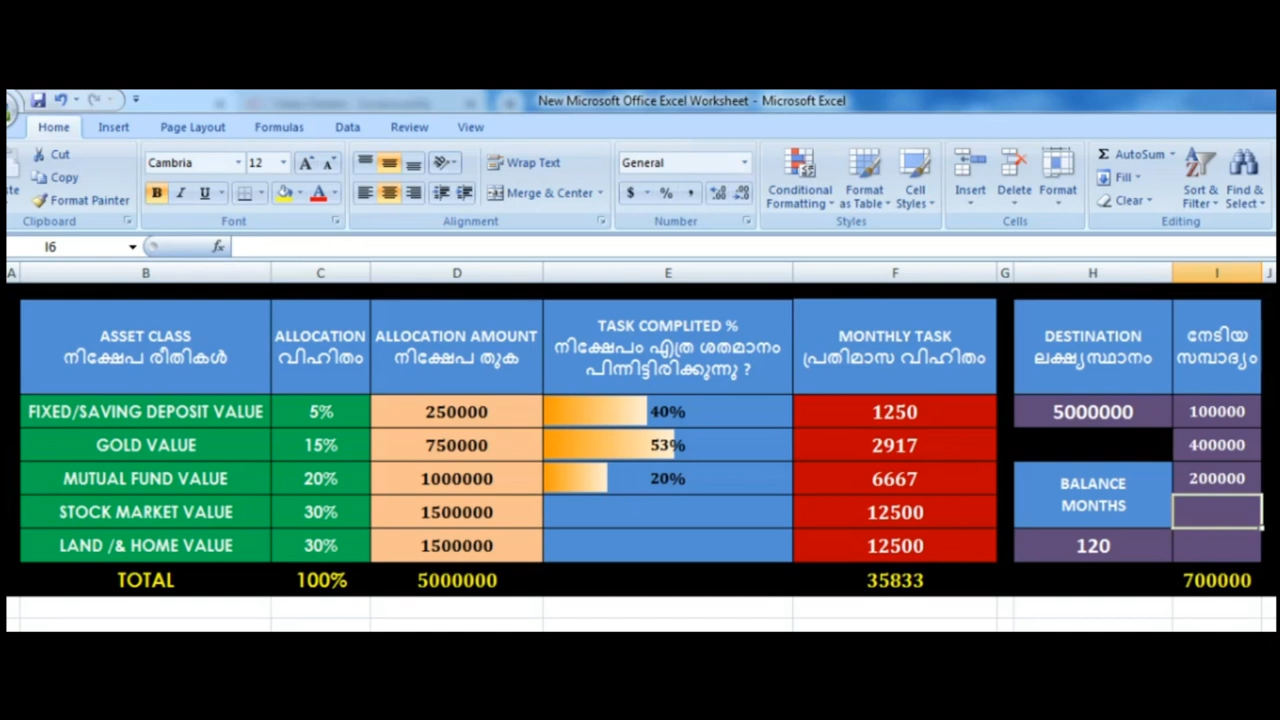 New Microsoft Office Excel Worksheet - Microsoft Excel
Home Insert Page Layout Formulas Data Review View
Cut
Copy
Format Painter
Clipboard
Cambria 12
B I U
Font
Wrap Text
Merge & Center
Alignment
General
$ % ,
Number
Conditional Formatting
Format as Table
Cell Styles
Styles
Insert Delete Format
Cells
Σ AutoSum
Fill
Clear
Sort & Filter
Find & Select
Editing
I6 fx
A B C D E F G H I J
ASSET CLASS
നിക്ഷേപ രീതികൾ
ALLOCATION
വിഹിതം
ALLOCATION AMOUNT
നിക്ഷേപ തുക
TASK COMPLITED %
നിക്ഷേപം എത്ര ശതമാനം
പിന്നിട്ടിരിക്കുന്നു ?
MONTHLY TASK
പ്രതിമാസ വിഹിതം
DESTINATION
ലക്ഷ്യസ്ഥാനം
നേടിയ
സമ്പാദ്യം
FIXED/SAVING DEPOSIT VALUE 5% 250000 40% 1250 5000000 100000
GOLD VALUE 15% 750000 53% 2917 400000
MUTUAL FUND VALUE 20% 1000000 20% 6667 200000
BALANCE
MONTHS
STOCK MARKET VALUE 30% 1500000 12500
LAND /& HOME VALUE 30% 1500000 12500 120
TOTAL 100% 5000000 35833 700000